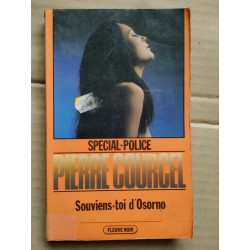 SPECIAL-POLICE
PIERRE COURCEL
Souviens-toi d'Osorno
FLEUVE NOIR